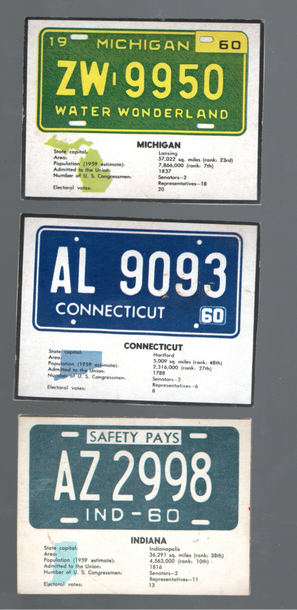 19 MICHIGAN 60
ZW 9950
WATER WONDERLAND
MICHIGAN
State capital: Lansing
Area: 57,022 sq. miles (rank: 23rd)
Population (1959 estimate): 7,866,000 (rank: 7th)
Admitted to the Union: 1837
Number of U. S. Congressmen: Senators—2
Representatives—18
Electoral votes: 20
AL 9093
CONNECTICUT 60
CONNECTICUT
State capital: Hartford
Area: 5,009 sq. miles (rank: 48th)
Population (1959 estimate): 2,316,000 (rank: 27th)
Admitted to the Union: 1788
Number of U. S. Congressmen: Senators—2
Representatives—6
Electoral votes: 8
SAFETY PAYS
AZ 2998
IND-60
INDIANA
State capital: Indianapolis
Area: 36,291 sq. miles (rank: 38th)
Population (1959 estimate): 4,563,000 (rank: 10th)
Admitted to the Union: 1816
Number of U. S. Congressmen: Senators—2
Representatives—11
Electoral votes: 13